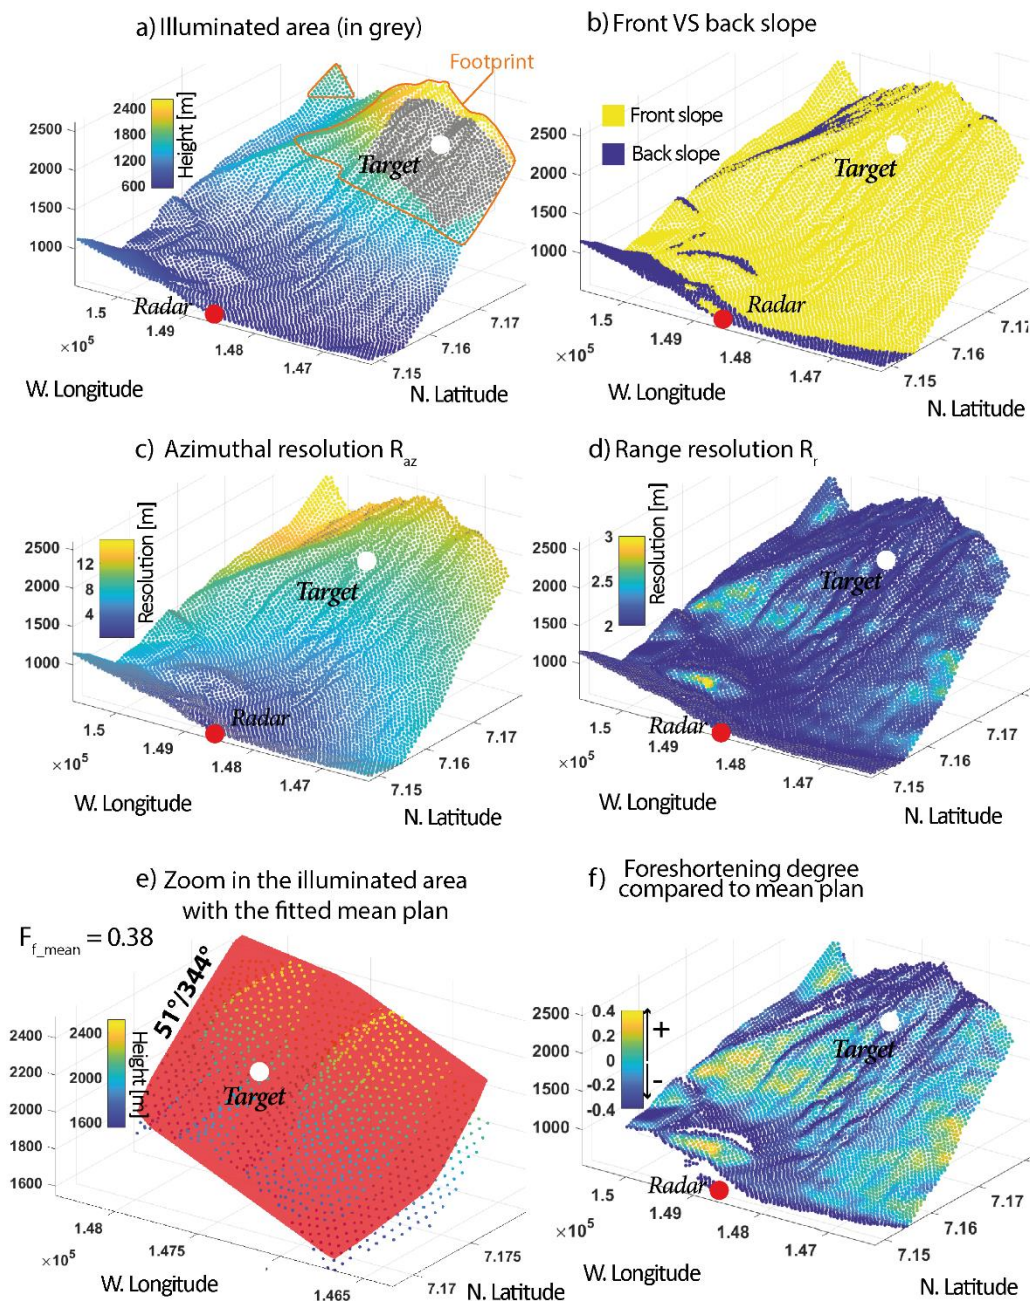 a) Illuminated area (in grey)
Footprint
2400
1800
1200
600
Height [m]
2500
2000
1500
1000
Target
Radar
1.5
1.49
1.48
1.47
×10⁵
7.17
7.16
7.15
W. Longitude
N. Latitude
b) Front VS back slope
Front slope
Back slope
2500
2000
1500
1000
Target
Radar
1.5
1.49
1.48
1.47
×10⁵
7.17
7.16
7.15
W. Longitude
N. Latitude
c) Azimuthal resolution Raz
12
8
4
Resolution [m]
2500
2000
1500
1000
Target
Radar
1.5
1.49
1.48
1.47
×10⁵
7.17
7.16
7.15
W. Longitude
N. Latitude
d) Range resolution Rr
3
2.5
2
Resolution [m]
2500
2000
1500
1000
Target
Radar
1.5
1.49
1.48
1.47
×10⁵
7.17
7.16
7.15
W. Longitude
N. Latitude
e) Zoom in the illuminated area
with the fitted mean plan
Ff_mean = 0.38
51°/344°
2400
2000
1600
Height [m]
2400
2200
2000
1800
1600
Target
1.48
1.475
1.465
×10⁵
7.175
7.17
W. Longitude
N. Latitude
f) Foreshortening degree
compared to mean plan
0.4
0.2
0
-0.2
-0.4
+
-
2500
2000
1500
1000
Target
Radar
1.5
1.49
1.48
1.47
×10⁵
7.17
7.16
7.15
W. Longitude
N. Latitude